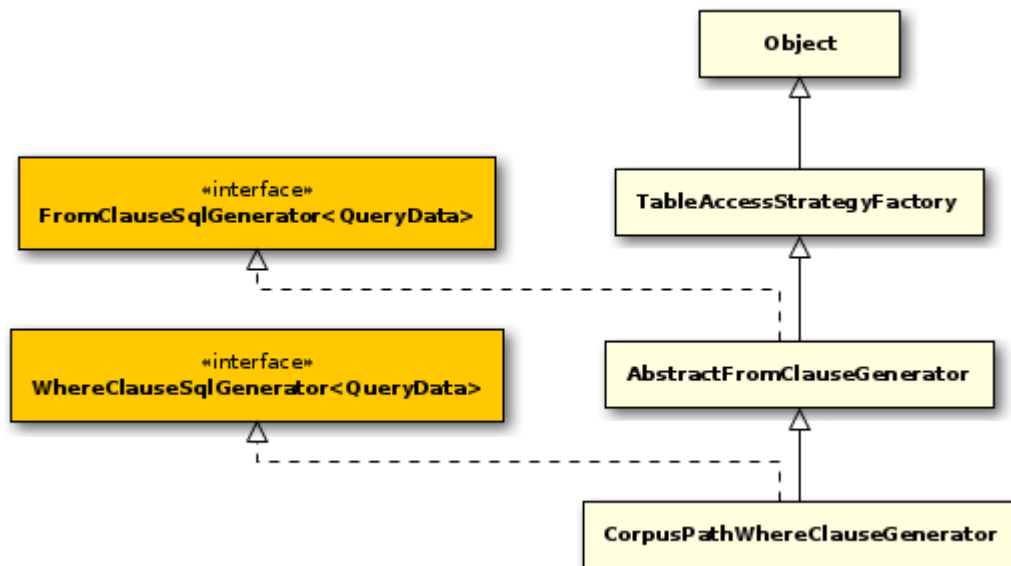 Object
«interface»
FromClauseSqlGenerator<QueryData>
TableAccessStrategyFactory
«interface»
WhereClauseSqlGenerator<QueryData>
AbstractFromClauseGenerator
CorpusPathWhereClauseGenerator